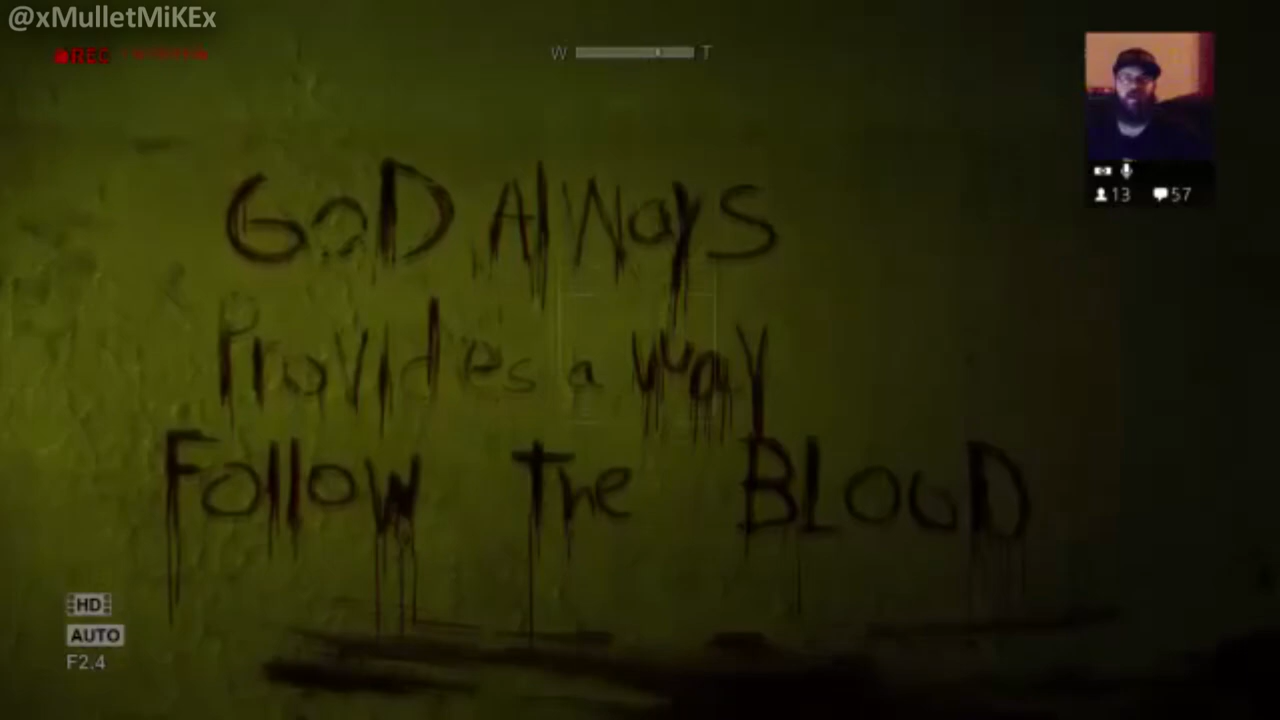 @xMulletMiKEx
REC
W T
13 57
GoD AlWays
Provides a way
Follow the BLOOD
HD
AUTO
F2.4